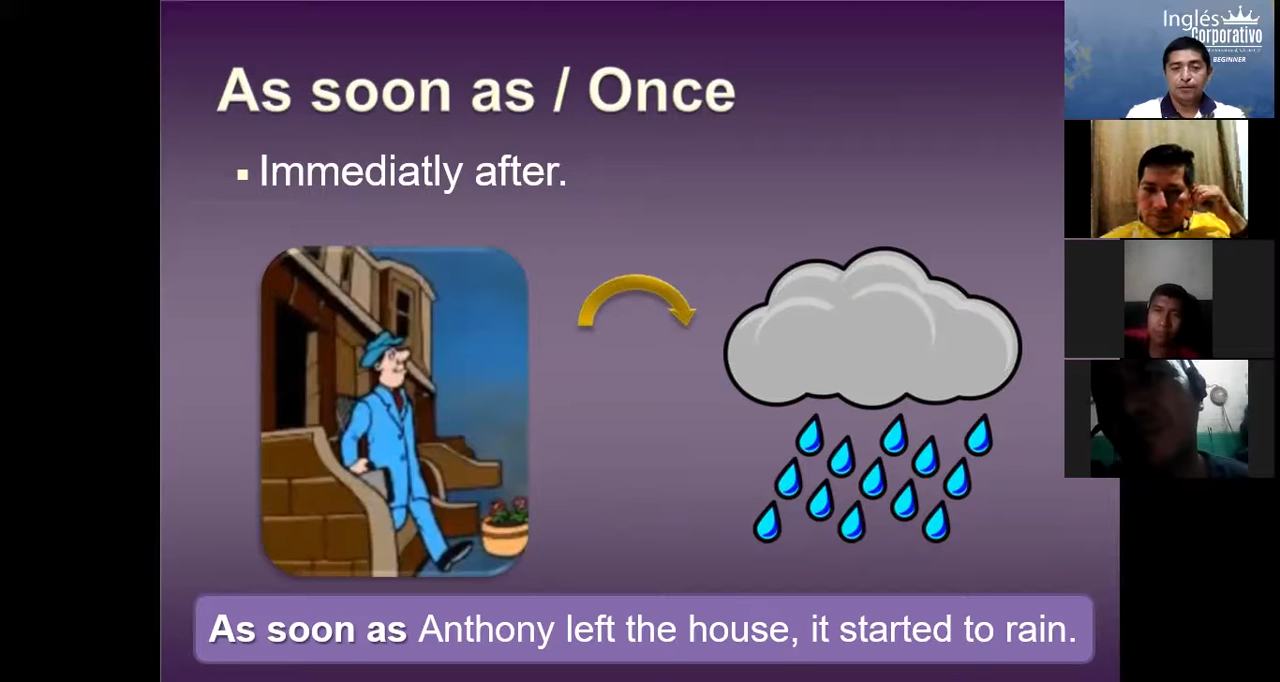 As soon as / Once
Immediatly after.
As soon as Anthony left the house, it started to rain.
Inglés
Corporativo
BEGINNER